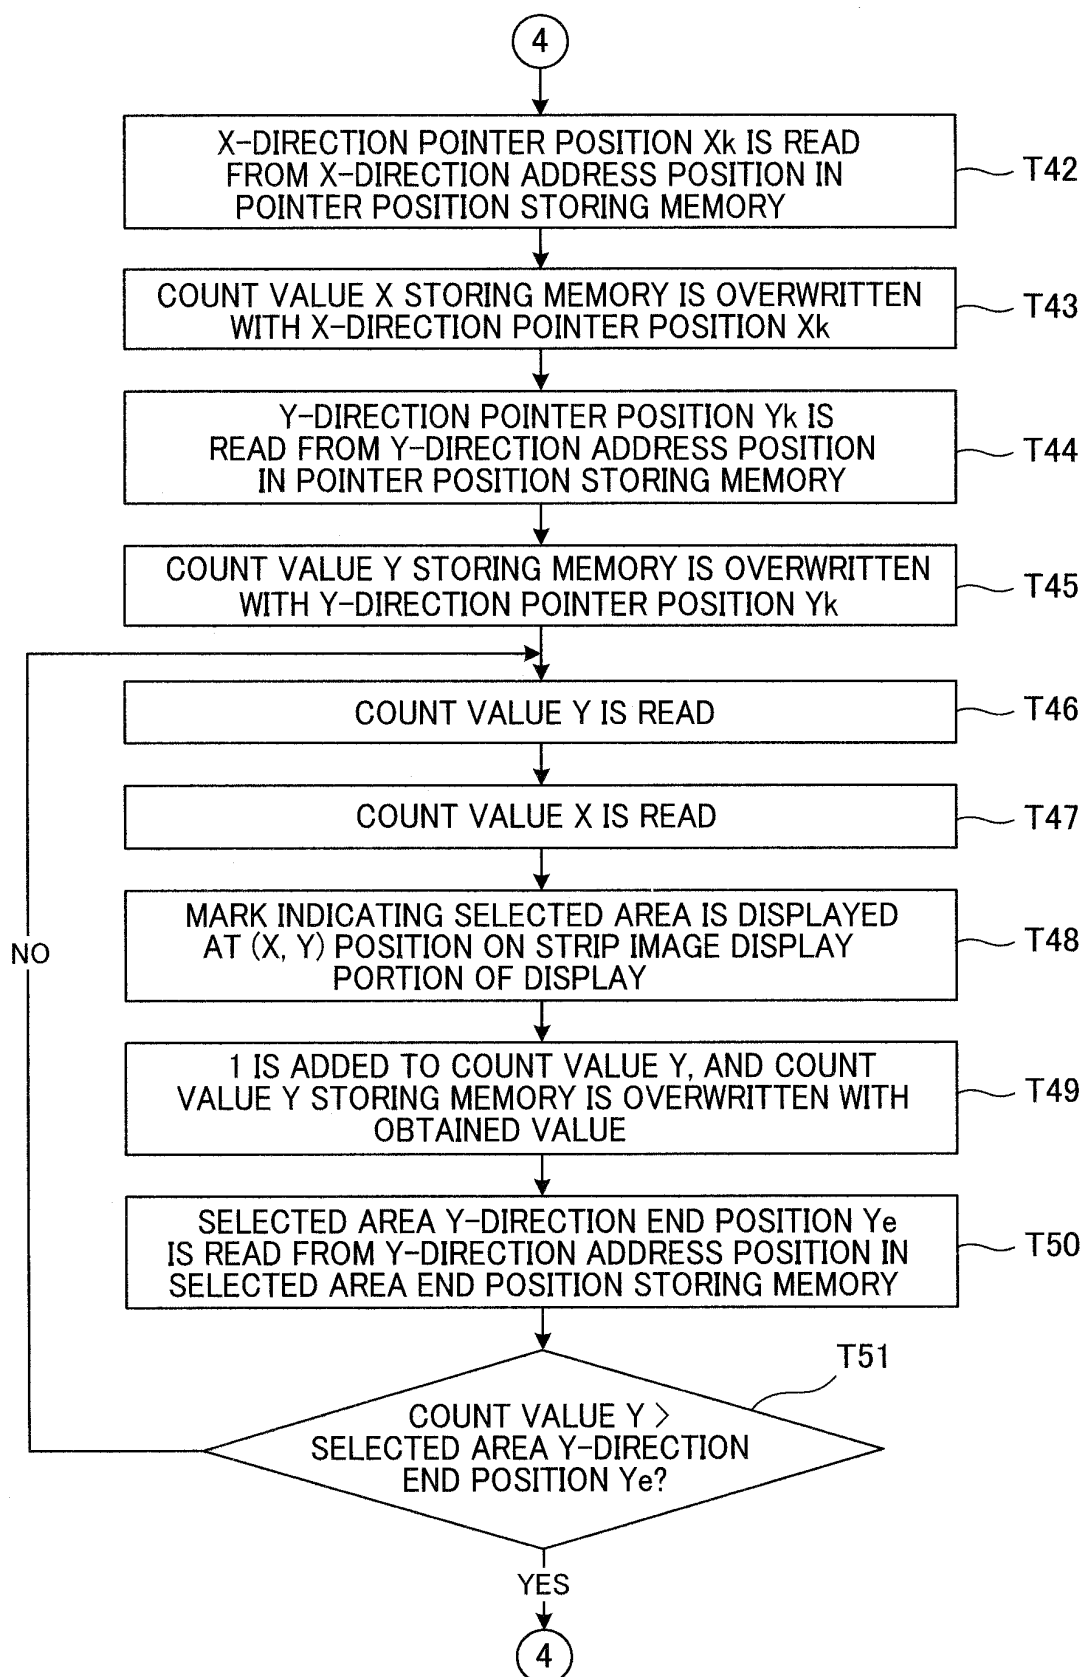 4
X-DIRECTION POINTER POSITION Xk IS READ
FROM X-DIRECTION ADDRESS POSITION IN
POINTER POSITION STORING MEMORY
T42
COUNT VALUE X STORING MEMORY IS OVERWRITTEN
WITH X-DIRECTION POINTER POSITION Xk
T43
Y-DIRECTION POINTER POSITION Yk IS
READ FROM Y-DIRECTION ADDRESS POSITION
IN POINTER POSITION STORING MEMORY
T44
COUNT VALUE Y STORING MEMORY IS OVERWRITTEN
WITH Y-DIRECTION POINTER POSITION Yk
T45
COUNT VALUE Y IS READ
T46
COUNT VALUE X IS READ
T47
MARK INDICATING SELECTED AREA IS DISPLAYED
AT (X, Y) POSITION ON STRIP IMAGE DISPLAY
PORTION OF DISPLAY
T48
NO
1 IS ADDED TO COUNT VALUE Y, AND COUNT
VALUE Y STORING MEMORY IS OVERWRITTEN WITH
OBTAINED VALUE
T49
SELECTED AREA Y-DIRECTION END POSITION Ye
IS READ FROM Y-DIRECTION ADDRESS POSITION IN
SELECTED AREA END POSITION STORING MEMORY
T50
T51
COUNT VALUE Y >
SELECTED AREA Y-DIRECTION
END POSITION Ye?
YES
4